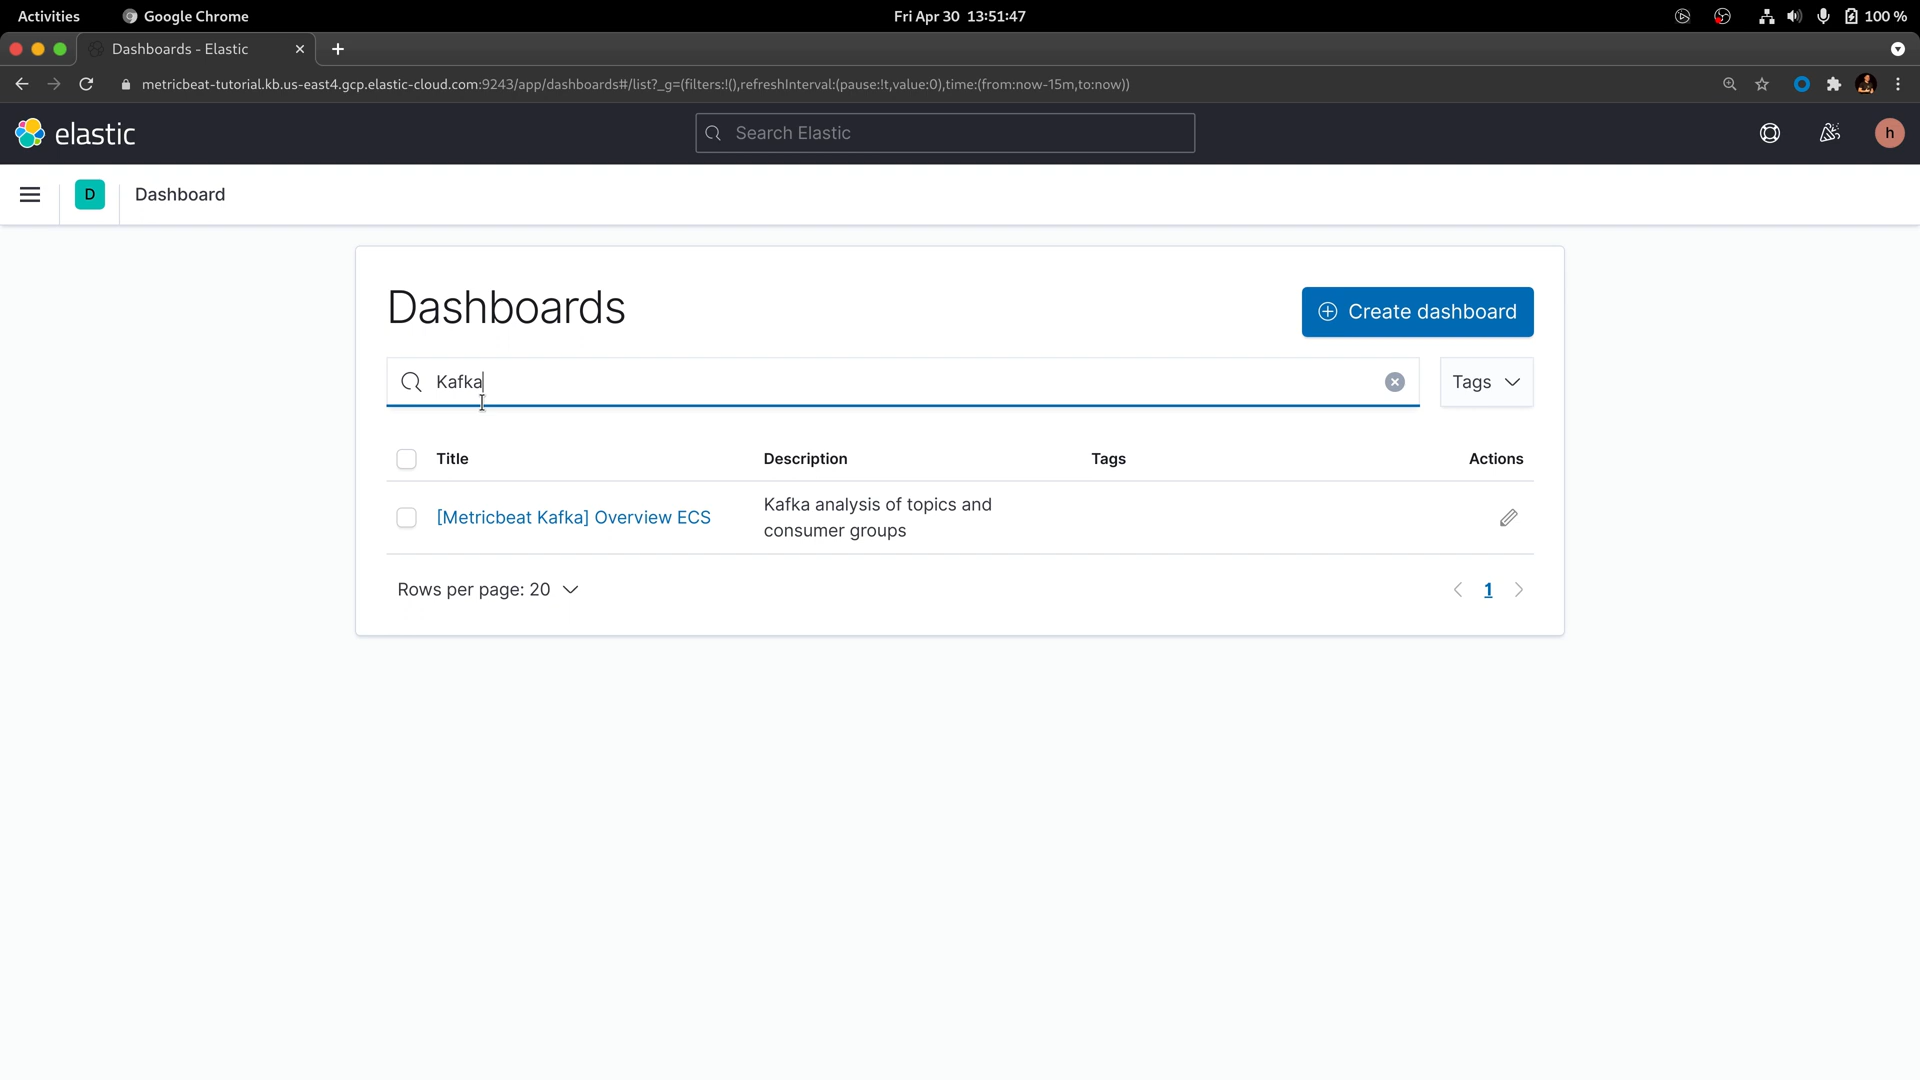 Activities
Google Chrome
Fri Apr 30 13:51:47
100 %
Dashboards - Elastic
metricbeat-tutorial.kb.us-east4.gcp.elastic-cloud.com:9243/app/dashboards#/list?_g=(filters:!(),refreshInterval:(pause:!t,value:0),time:(from:now-15m,to:now))
elastic
Search Elastic
h
D
Dashboard
Dashboards
Create dashboard
Kafka
Tags
Title Description Tags Actions
[Metricbeat Kafka] Overview ECS
Kafka analysis of topics and
consumer groups
Rows per page: 20
1